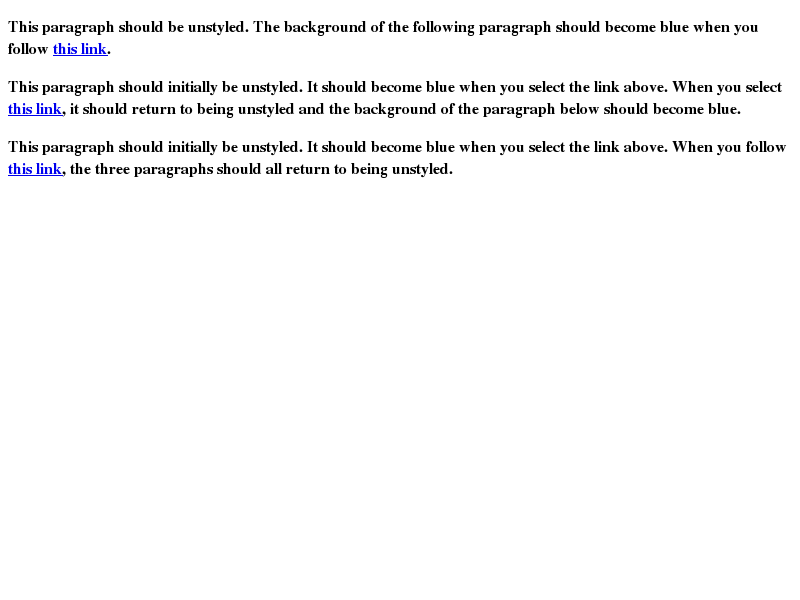 This paragraph should be unstyled. The background of the following paragraph should become blue when you
follow this link.
This paragraph should initially be unstyled. It should become blue when you select the link above. When you select
this link, it should return to being unstyled and the background of the paragraph below should become blue.
This paragraph should initially be unstyled. It should become blue when you select the link above. When you follow
this link, the three paragraphs should all return to being unstyled.